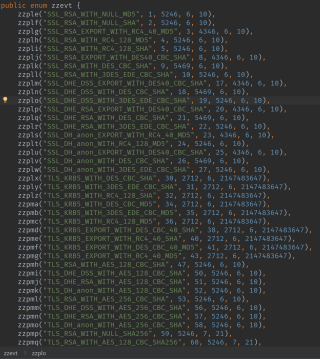 public enum zzevt {
zzple("SSL_RSA_WITH_NULL_MD5", 1, 5246, 6, 10),
zzplf("SSL_RSA_WITH_NULL_SHA", 2, 5246, 6, 10),
zzplg("SSL_RSA_EXPORT_WITH_RC4_40_MD5", 3, 4346, 6, 10),
zzplh("SSL_RSA_WITH_RC4_128_MD5", 4, 5246, 6, 10),
zzpli("SSL_RSA_WITH_RC4_128_SHA", 5, 5246, 6, 10),
zzplj("SSL_RSA_EXPORT_WITH_DES40_CBC_SHA", 8, 4346, 6, 10),
zzplk("SSL_RSA_WITH_DES_CBC_SHA", 9, 5469, 6, 10),
zzpll("SSL_RSA_WITH_3DES_EDE_CBC_SHA", 10, 5246, 6, 10),
zzplm("SSL_DHE_DSS_EXPORT_WITH_DES40_CBC_SHA", 17, 4346, 6, 10),
zzpln("SSL_DHE_DSS_WITH_DES_CBC_SHA", 18, 5469, 6, 10),
zzplo("SSL_DHE_DSS_WITH_3DES_EDE_CBC_SHA", 19, 5246, 6, 10),
zzplp("SSL_DHE_RSA_EXPORT_WITH_DES40_CBC_SHA", 20, 4346, 6, 10),
zzplq("SSL_DHE_RSA_WITH_DES_CBC_SHA", 21, 5469, 6, 10),
zzplr("SSL_DHE_RSA_WITH_3DES_EDE_CBC_SHA", 22, 5246, 6, 10),
zzpls("SSL_DH_anon_EXPORT_WITH_RC4_40_MD5", 23, 4346, 6, 10),
zzplt("SSL_DH_anon_WITH_RC4_128_MD5", 24, 5246, 6, 10),
zzplu("SSL_DH_anon_EXPORT_WITH_DES40_CBC_SHA", 25, 4346, 6, 10),
zzplv("SSL_DH_anon_WITH_DES_CBC_SHA", 26, 5469, 6, 10),
zzplw("SSL_DH_anon_WITH_3DES_EDE_CBC_SHA", 27, 5246, 6, 10),
zzplx("TLS_KRB5_WITH_DES_CBC_SHA", 30, 2712, 6, 2147483647),
zzply("TLS_KRB5_WITH_3DES_EDE_CBC_SHA", 31, 2712, 6, 2147483647),
zzplz("TLS_KRB5_WITH_RC4_128_SHA", 32, 2712, 6, 2147483647),
zzpma("TLS_KRB5_WITH_DES_CBC_MD5", 34, 2712, 6, 2147483647),
zzpmb("TLS_KRB5_WITH_3DES_EDE_CBC_MD5", 35, 2712, 6, 2147483647),
zzpmc("TLS_KRB5_WITH_RC4_128_MD5", 36, 2712, 6, 2147483647),
zzpmd("TLS_KRB5_EXPORT_WITH_DES_CBC_40_SHA", 38, 2712, 6, 2147483647),
zzpme("TLS_KRB5_EXPORT_WITH_RC4_40_SHA", 40, 2712, 6, 2147483647),
zzpmf("TLS_KRB5_EXPORT_WITH_DES_CBC_40_MD5", 41, 2712, 6, 2147483647),
zzpmg("TLS_KRB5_EXPORT_WITH_RC4_40_MD5", 43, 2712, 6, 2147483647),
zzpmh("TLS_RSA_WITH_AES_128_CBC_SHA", 47, 5246, 6, 10),
zzpmi("TLS_DHE_DSS_WITH_AES_128_CBC_SHA", 50, 5246, 6, 10),
zzpmj("TLS_DHE_RSA_WITH_AES_128_CBC_SHA", 51, 5246, 6, 10),
zzpmk("TLS_DH_anon_WITH_AES_128_CBC_SHA", 52, 5246, 6, 10),
zzpml("TLS_RSA_WITH_AES_256_CBC_SHA", 53, 5246, 6, 10),
zzpmm("TLS_DHE_DSS_WITH_AES_256_CBC_SHA", 56, 5246, 6, 10),
zzpmn("TLS_DHE_RSA_WITH_AES_256_CBC_SHA", 57, 5246, 6, 10),
zzpmo("TLS_DH_anon_WITH_AES_256_CBC_SHA", 58, 5246, 6, 10),
zzpmp("TLS_RSA_WITH_NULL_SHA256", 59, 5246, 7, 21),
zzpmq("TLS_RSA_WITH_AES_128_CBC_SHA256", 60, 5246, 7, 21),
zzevt zzplo